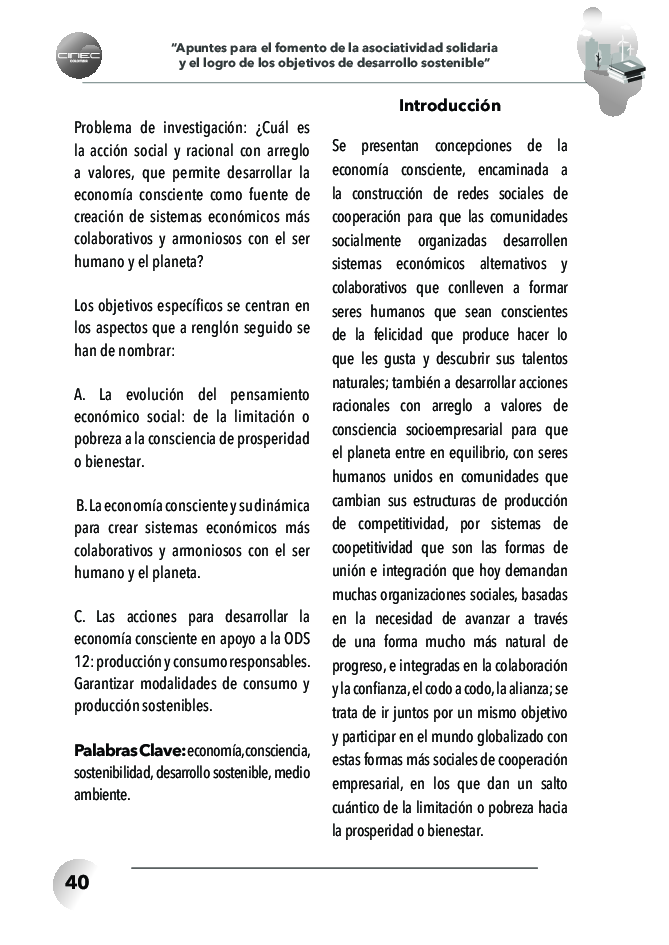 CINEC
“Apuntes para el fomento de la asociatividad solidaria
y el logro de los objetivos de desarrollo sostenible”
Problema de investigación: ¿Cuál es
la acción social y racional con arreglo
a valores, que permite desarrollar la
economía consciente como fuente de
creación de sistemas económicos más
colaborativos y armoniosos con el ser
humano y el planeta?
Los objetivos específicos se centran en
los aspectos que a renglón seguido se
han de nombrar:
A. La evolución del pensamiento
económico social: de la limitación o
pobreza a la consciencia de prosperidad
o bienestar.
B. La economía consciente y su dinámica
para crear sistemas económicos más
colaborativos y armoniosos con el ser
humano y el planeta.
C. Las acciones para desarrollar la
economía consciente en apoyo a la ODS
12: producción y consumo responsables.
Garantizar modalidades de consumo y
producción sostenibles.
Palabras Clave: economía, consciencia,
sostenibilidad, desarrollo sostenible, medio
ambiente.
Introducción
Se presentan concepciones de la
economía consciente, encaminada a
la construcción de redes sociales de
cooperación para que las comunidades
socialmente organizadas desarrollen
sistemas económicos alternativos y
colaborativos que conlleven a formar
seres humanos que sean conscientes
de la felicidad que produce hacer lo
que les gusta y descubrir sus talentos
naturales; también a desarrollar acciones
racionales con arreglo a valores de
consciencia socioempresarial para que
el planeta entre en equilibrio, con seres
humanos unidos en comunidades que
cambian sus estructuras de producción
de competitividad, por sistemas de
coopetitividad que son las formas de
unión e integración que hoy demandan
muchas organizaciones sociales, basadas
en la necesidad de avanzar a través
de una forma mucho más natural de
progreso, e integradas en la colaboración
y la confianza, el codo a codo, la alianza; se
trata de ir juntos por un mismo objetivo
y participar en el mundo globalizado con
estas formas más sociales de cooperación
empresarial, en los que dan un salto
cuántico de la limitación o pobreza hacia
la prosperidad o bienestar.
40